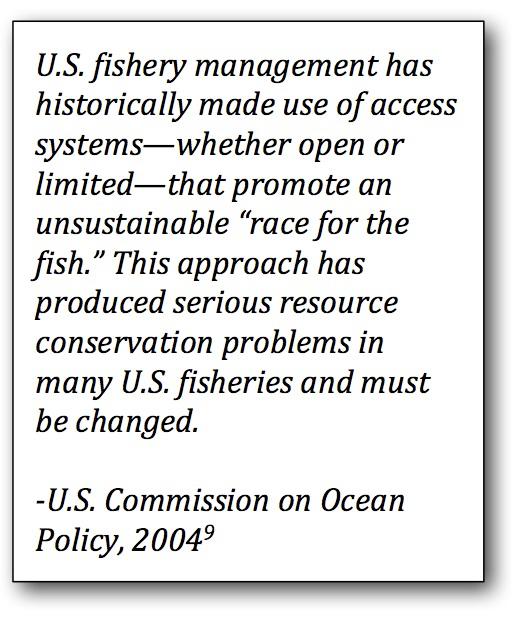 U.S. fishery management has
historically made use of access
systems—whether open or
limited—that promote an
unsustainable “race for the
fish.” This approach has
produced serious resource
conservation problems in
many U.S. fisheries and must
be changed.
-U.S. Commission on Ocean
Policy, 2004⁹